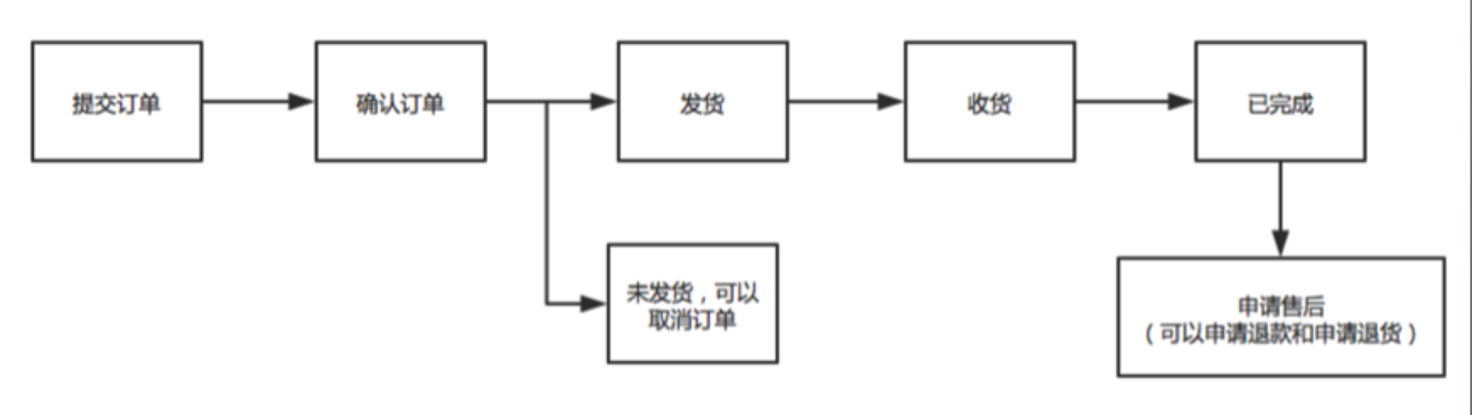 提交订单
确认订单
发货
收货
已完成
未发货，可以
取消订单
申请售后
（可以申请退款和申请退货）